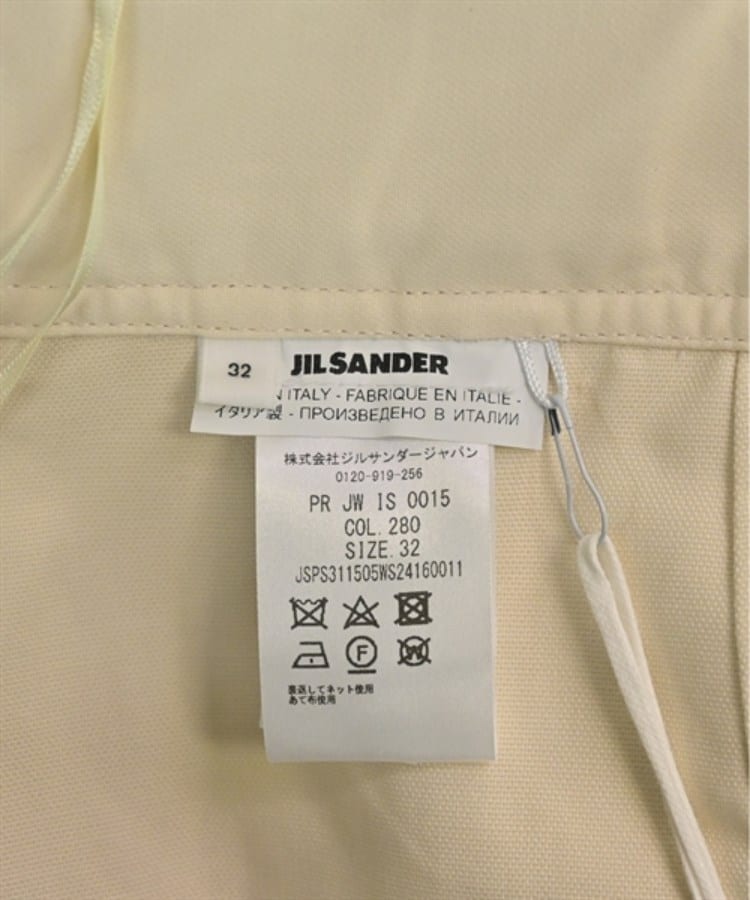 32
JIL SANDER
N ITALY - FABRIQUE EN ITALIE -
イタリア製 - ПРОИЗВЕДЕНО В ИТАЛИИ
株式会社ジルサンダージャパン
0120-919-256
PR JW IS 0015
COL. 280
SIZE. 32
JSPS311505WS24160011
F
W
裏返してネット使用
あて布使用